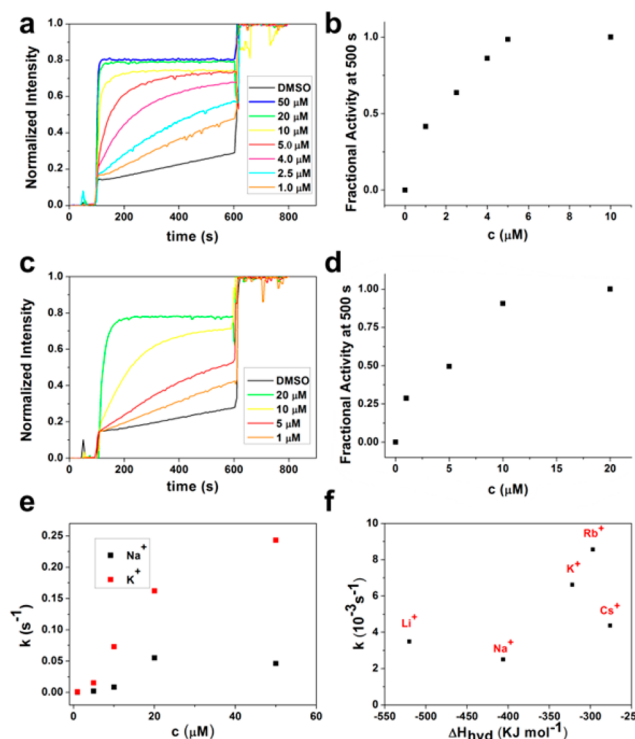 a
Normalized Intensity
1.0
0.8
0.6
0.4
0.2
0.0
0 200 400 600 800
time (s)
DMSO
50 μM
20 μM
10 μM
5.0 μM
4.0 μM
2.5 μM
1.0 μM
b
Fractional Activity at 500 s
1.0
0.5
0.0
0 2 4 6 8 10
c (μM)
c
Normalized Intensity
1.0
0.8
0.6
0.4
0.2
0.0
0 200 400 600 800
time (s)
DMSO
20 μM
10 μM
5 μM
1 μM
d
Fractional Activity at 500 s
1.00
0.75
0.50
0.25
0.00
0 5 10 15 20
c (μM)
e
k (s⁻¹)
0.25
0.20
0.15
0.10
0.05
0.00
0 20 40 60
c (μM)
Na⁺
K⁺
f
k (10⁻³s⁻¹)
10
8
6
4
2
0
-550 -500 -450 -400 -350 -300 -25
ΔHhyd (KJ mol⁻¹)
Li⁺
Na⁺
K⁺
Rb⁺
Cs⁺